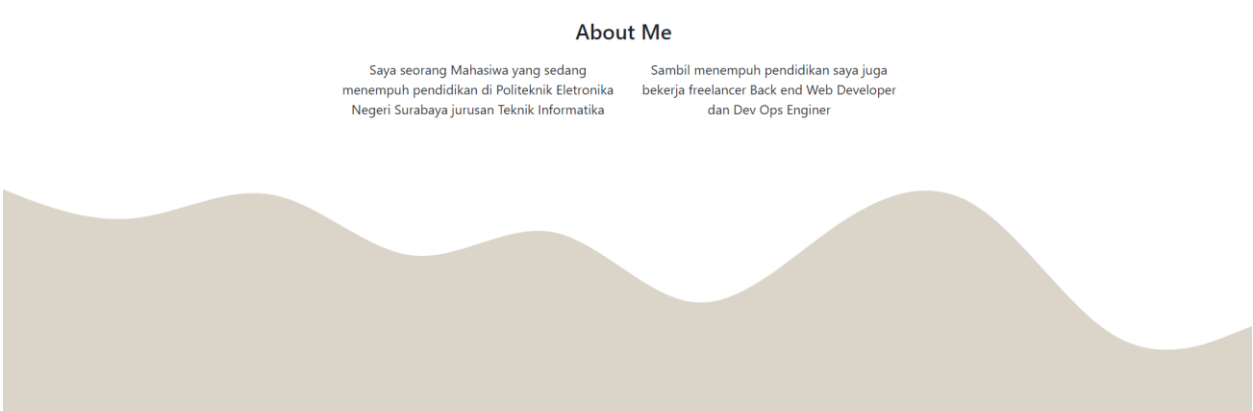 About Me
Saya seorang Mahasiwa yang sedang
menempuh pendidikan di Politeknik Eletronika
Negeri Surabaya jurusan Teknik Informatika
Sambil menempuh pendidikan saya juga
bekerja freelancer Back end Web Developer
dan Dev Ops Enginer